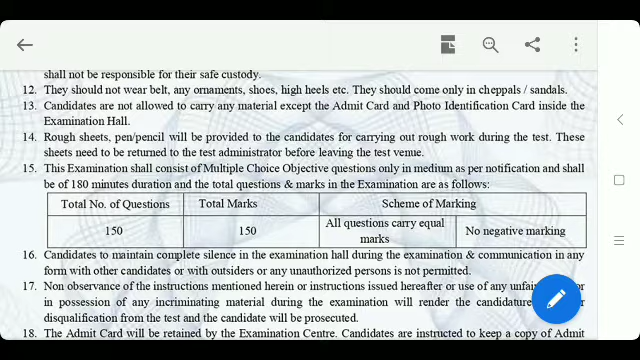 shall not be responsible for their safe custody.
12. They should not wear belt, any ornaments, shoes, high heels etc. They should come only in cheppals / sandals.
13. Candidates are not allowed to carry any material except the Admit Card and Photo Identification Card inside the
Examination Hall.
14. Rough sheets, pen/pencil will be provided to the candidates for carrying out rough work during the test. These
sheets need to be returned to the test administrator before leaving the test venue.
15. This Examination shall consist of Multiple Choice Objective questions only in medium as per notification and shall
be of 180 minutes duration and the total questions & marks in the Examination are as follows:
Total No. of Questions Total Marks Scheme of Marking
150 150 All questions carry equal marks No negative marking
16. Candidates to maintain complete silence in the examination hall during the examination & communication in any
form with other candidates or with outsiders or any unauthorized persons is not permitted.
17. Non observance of the instructions mentioned herein or instructions issued hereafter or use of any
in possession of any incriminating material during the examination will render the candidature
disqualification from the test and the candidate will be prosecuted.
18. The Admit Card will be retained by the Examination Centre. Candidates are instructed to keep a copy of Admit